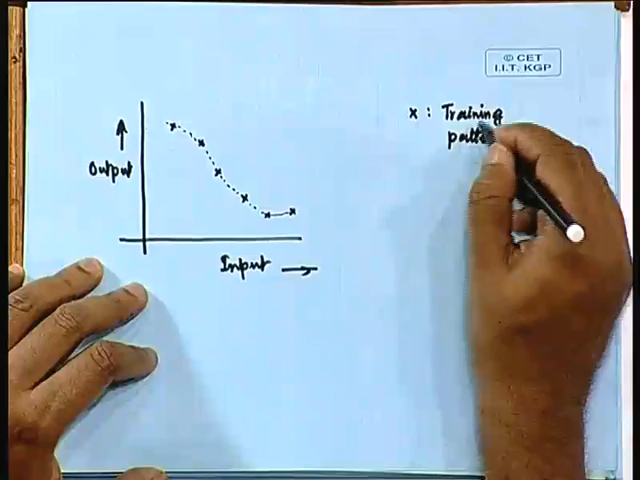 © CET
I.I.T. KGP
x : Training
Output
Input